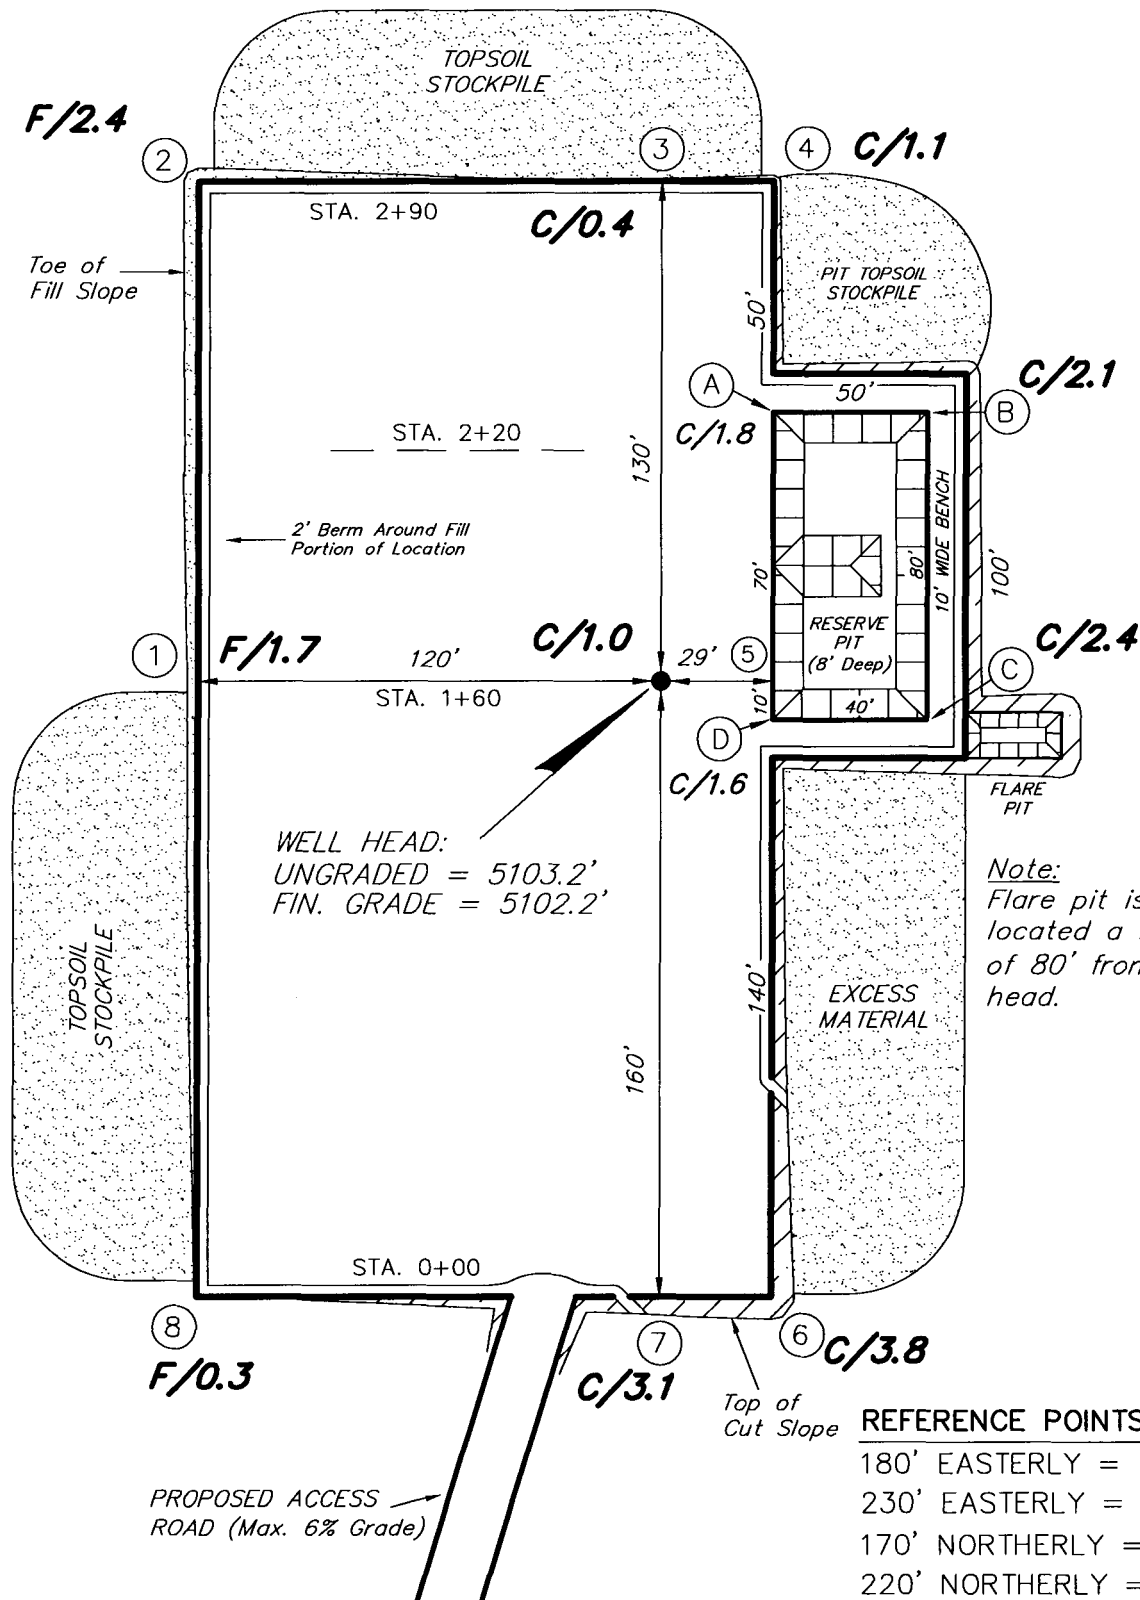 TOPSOIL
STOCKPILE
F/2.4
2
3
4
C/1.1
STA. 2+90
C/0.4
Toe of
Fill Slope
PIT TOPSOIL
STOCKPILE
50'
C/2.1
A
50'
B
C/1.8
STA. 2+20
130'
2' Berm Around Fill
Portion of Location
10' WIDE BENCH
70'
80'
100'
RESERVE
PIT
(8' Deep)
1
F/1.7
120'
C/1.0
29'
5
C/2.4
C
STA. 1+60
10'
40'
D
C/1.6
FLARE
PIT
WELL HEAD:
UNGRADED = 5103.2'
FIN. GRADE = 5102.2'
Note:
Flare pit is
located a
of 80' from
head.
TOPSOIL
STOCKPILE
140'
EXCESS
MATERIAL
160'
STA. 0+00
8
F/0.3
7
C/3.1
6
C/3.8
Top of
Cut Slope
PROPOSED ACCESS
ROAD (Max. 6% Grade)
REFERENCE POINTS
180' EASTERLY =
230' EASTERLY =
170' NORTHERLY =
220' NORTHERLY =